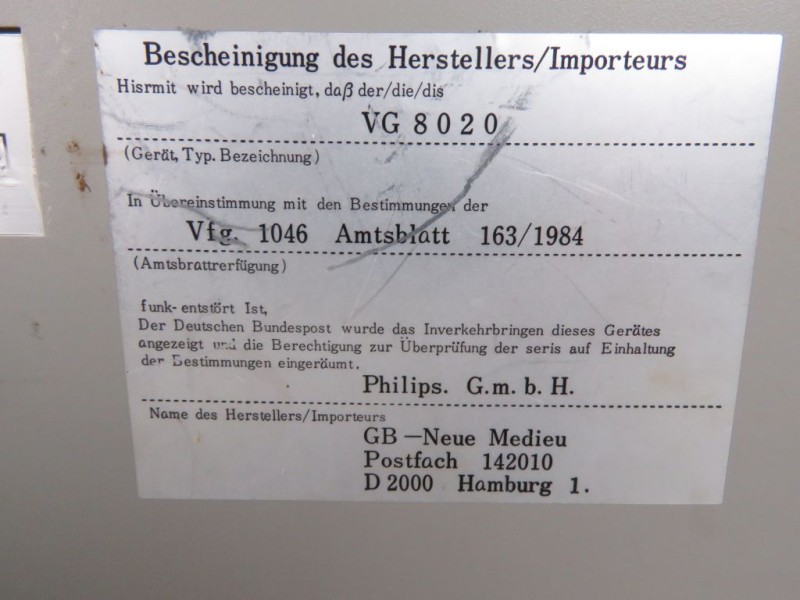 Bescheinigung des Herstellers/Importeurs
Hisrmit wird bescheinigt, daß der/die/dis
VG 8020
(Gerät, Typ. Bezeichnung)
In Übereinstimmung mit den Bestimmungen der
Vfg. 1046 Amtsblatt 163/1984
(Amtsbrattrerfügung)
funk-entstört Ist,
Der Deutschen Bundespost wurde das Inverkehrbringen dieses Gerätes
angezeigt und die Berechtigung zur Überprüfung der seris auf Einhaltung
der Bestimmungen eingeräumt.
Philips. G.m.b.H.
Name des Herstellers/Importeurs
GB—Neue Medieu
Postfach 142010
D 2000 Hamburg 1.